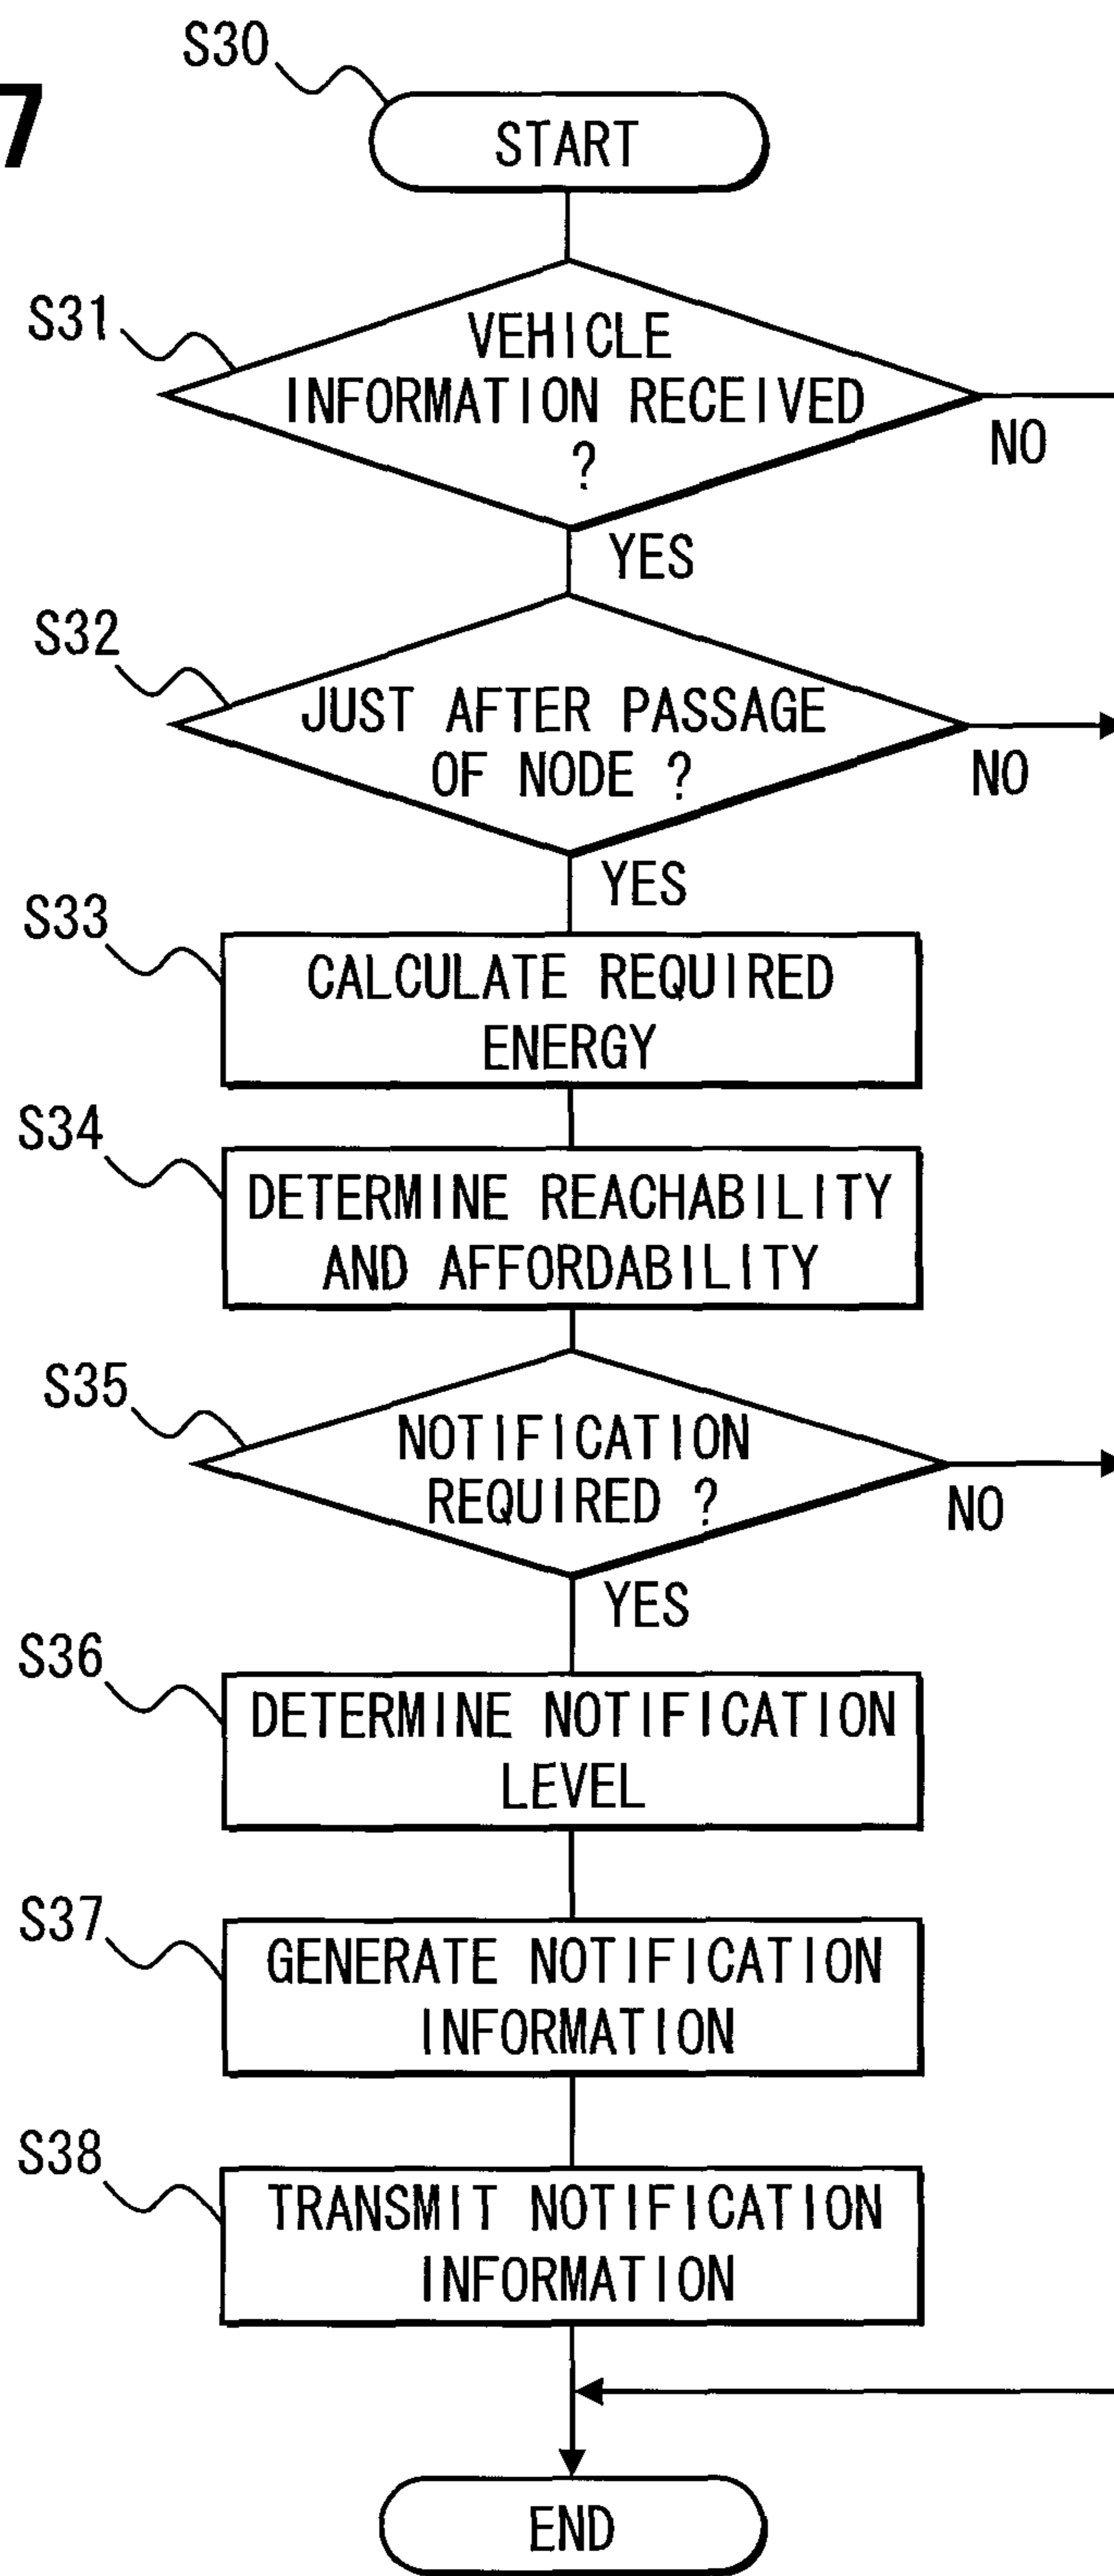 7
S30
START
S31
VEHICLE
INFORMATION RECEIVED
?
NO
YES
S32
JUST AFTER PASSAGE
OF NODE ?
NO
YES
S33
CALCULATE REQUIRED
ENERGY
S34
DETERMINE REACHABILITY
AND AFFORDABILITY
S35
NOTIFICATION
REQUIRED ?
NO
YES
S36
DETERMINE NOTIFICATION
LEVEL
S37
GENERATE NOTIFICATION
INFORMATION
S38
TRANSMIT NOTIFICATION
INFORMATION
END